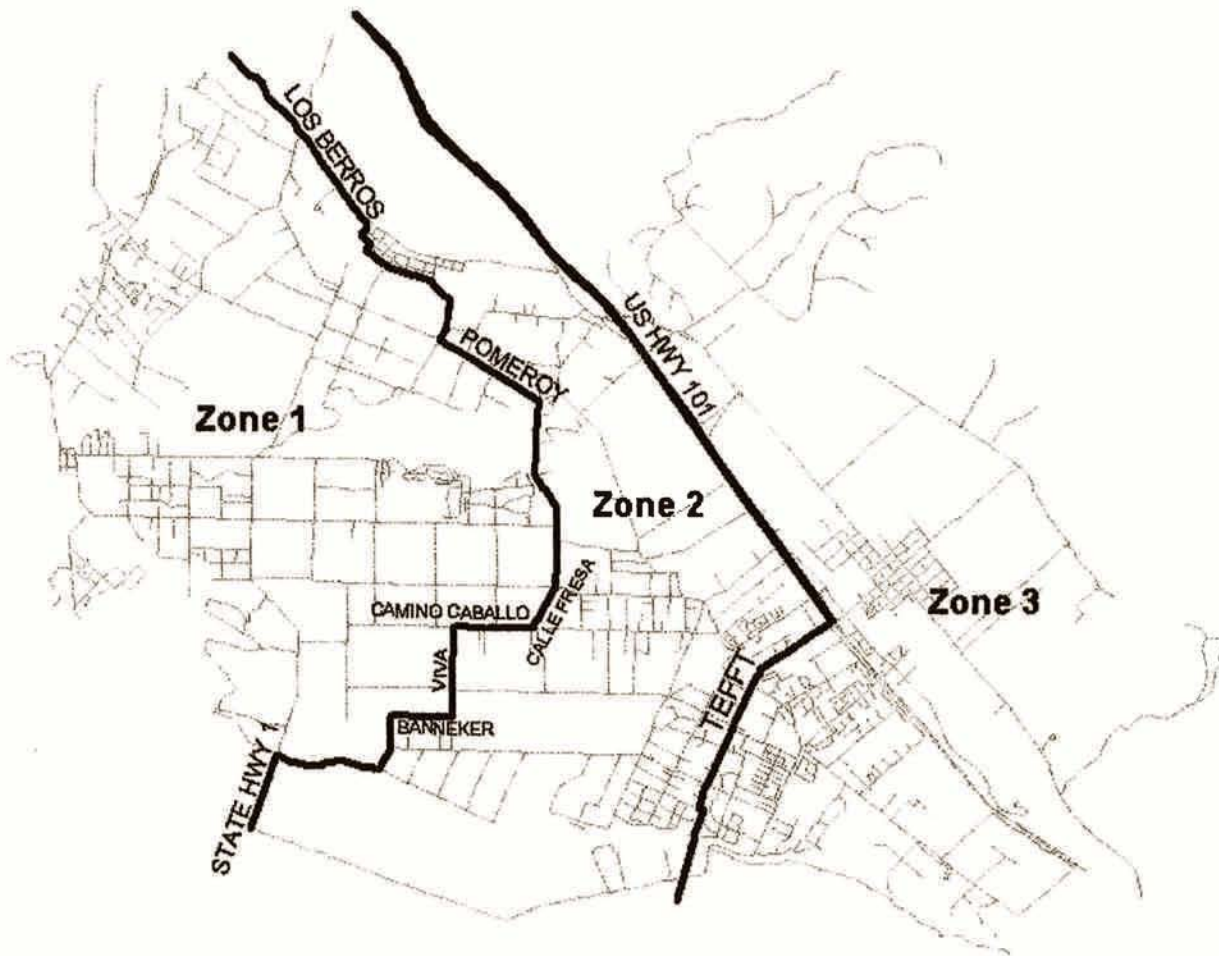 LOS BERROS
US HWY 101
POMEROY
Zone 1
Zone 2
Zone 3
CAMINO CABALLO
CALLE FRESA
VIVA
TEFFT
BANNEKER
STATE HWY 1